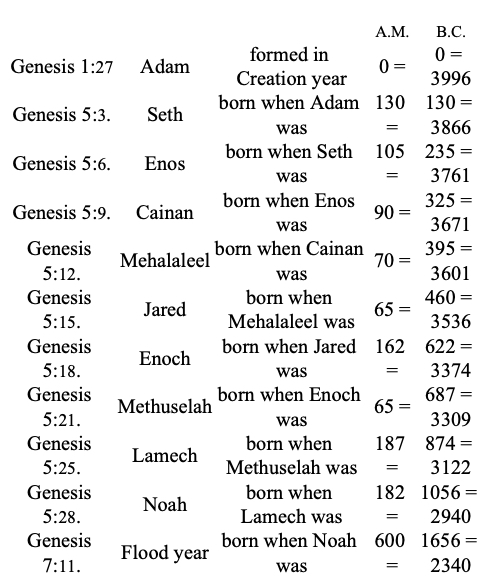 A.M. B.C.
Genesis 1:27 Adam formed in Creation year 0 = 0 = 3996
Genesis 5:3. Seth born when Adam was 130 = 130 = 3866
Genesis 5:6. Enos born when Seth was 105 = 235 = 3761
Genesis 5:9. Cainan born when Enos was 90 = 325 = 3671
Genesis 5:12. Mehalaleel born when Cainan was 70 = 395 = 3601
Genesis 5:15. Jared born when Mehalaleel was 65 = 460 = 3536
Genesis 5:18. Enoch born when Jared was 162 = 622 = 3374
Genesis 5:21. Methuselah born when Enoch was 65 = 687 = 3309
Genesis 5:25. Lamech born when Methuselah was 187 = 874 = 3122
Genesis 5:28. Noah born when Lamech was 182 = 1056 = 2940
Genesis 7:11. Flood year born when Noah was 600 = 1656 = 2340